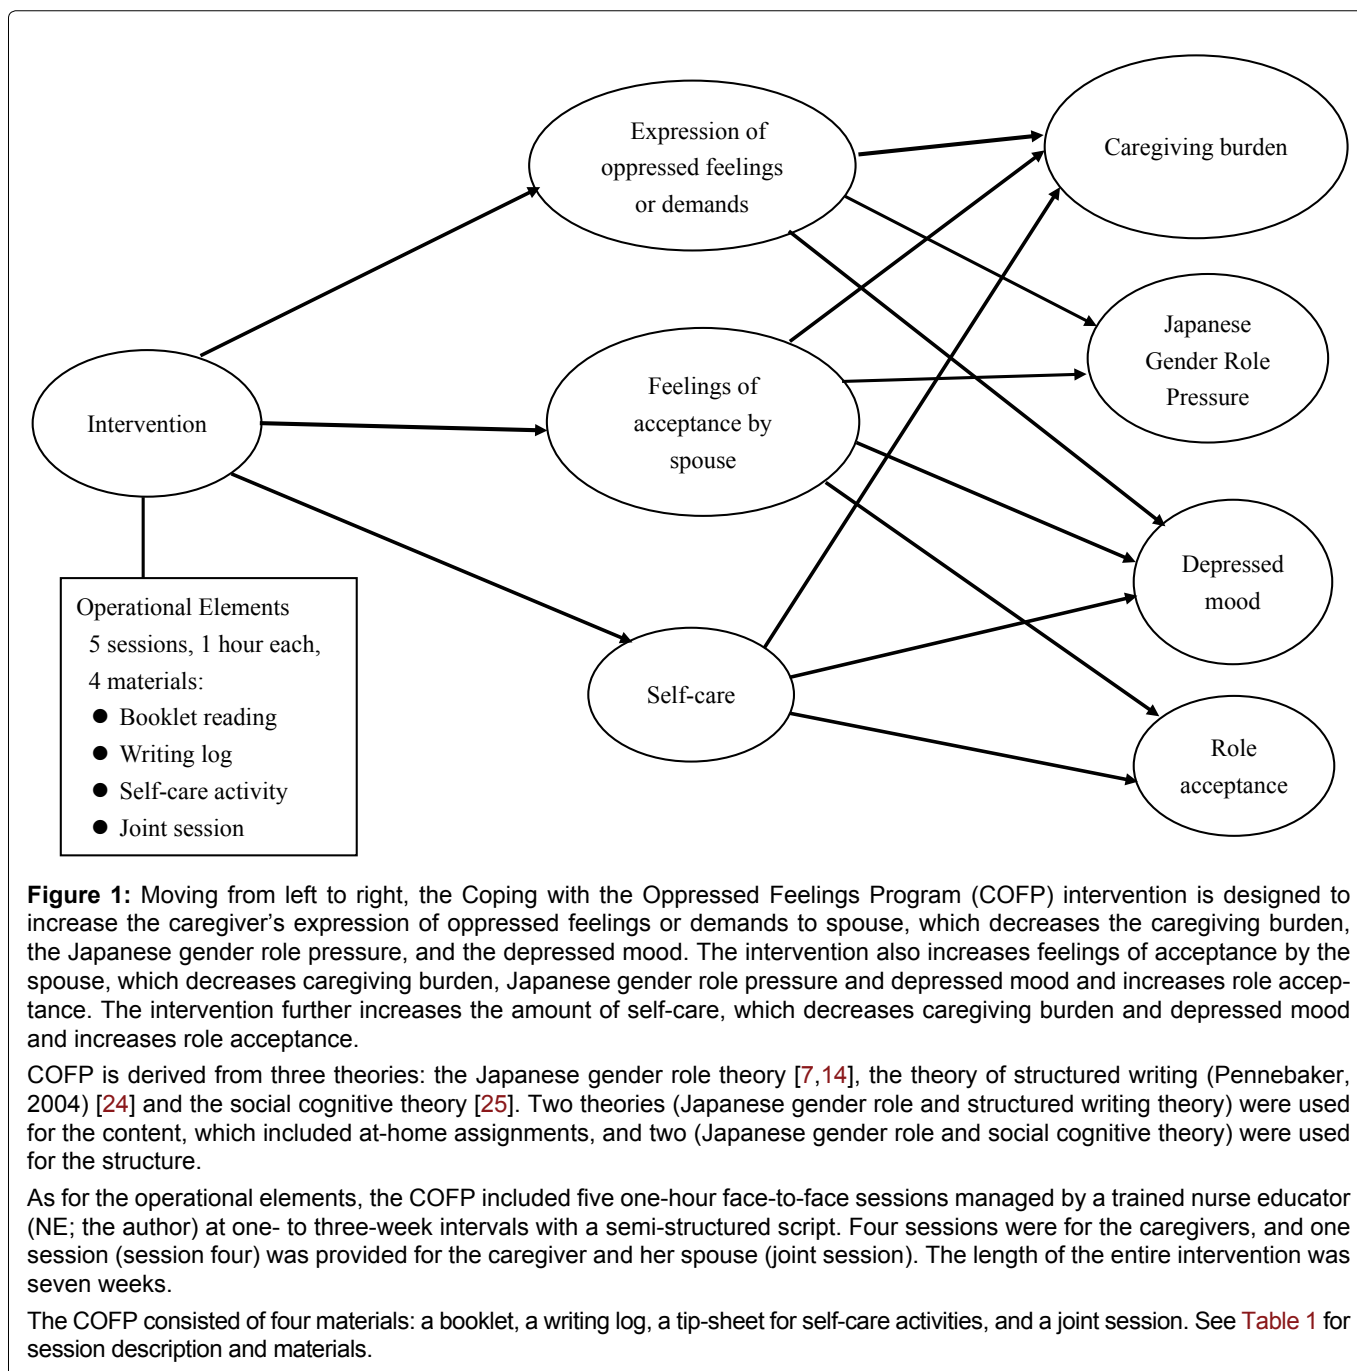 Expression of
oppressed feelings
or demands
Caregiving burden
Japanese
Gender Role
Pressure
Intervention
Feelings of
acceptance by
spouse
Depressed
mood
Self-care
Role
acceptance
Operational Elements
5 sessions, 1 hour each,
4 materials:
● Booklet reading
● Writing log
● Self-care activity
● Joint session
Figure 1: Moving from left to right, the Coping with the Oppressed Feelings Program (COFP) intervention is designed to
increase the caregiver's expression of oppressed feelings or demands to spouse, which decreases the caregiving burden,
the Japanese gender role pressure, and the depressed mood. The intervention also increases feelings of acceptance by the
spouse, which decreases caregiving burden, Japanese gender role pressure and depressed mood and increases role accep-
tance. The intervention further increases the amount of self-care, which decreases caregiving burden and depressed mood
and increases role acceptance.
COFP is derived from three theories: the Japanese gender role theory [7,14], the theory of structured writing (Pennebaker,
2004) [24] and the social cognitive theory [25]. Two theories (Japanese gender role and structured writing theory) were used
for the content, which included at-home assignments, and two (Japanese gender role and social cognitive theory) were used
for the structure.
As for the operational elements, the COFP included five one-hour face-to-face sessions managed by a trained nurse educator
(NE; the author) at one- to three-week intervals with a semi-structured script. Four sessions were for the caregivers, and one
session (session four) was provided for the caregiver and her spouse (joint session). The length of the entire intervention was
seven weeks.
The COFP consisted of four materials: a booklet, a writing log, a tip-sheet for self-care activities, and a joint session. See Table 1 for
session description and materials.